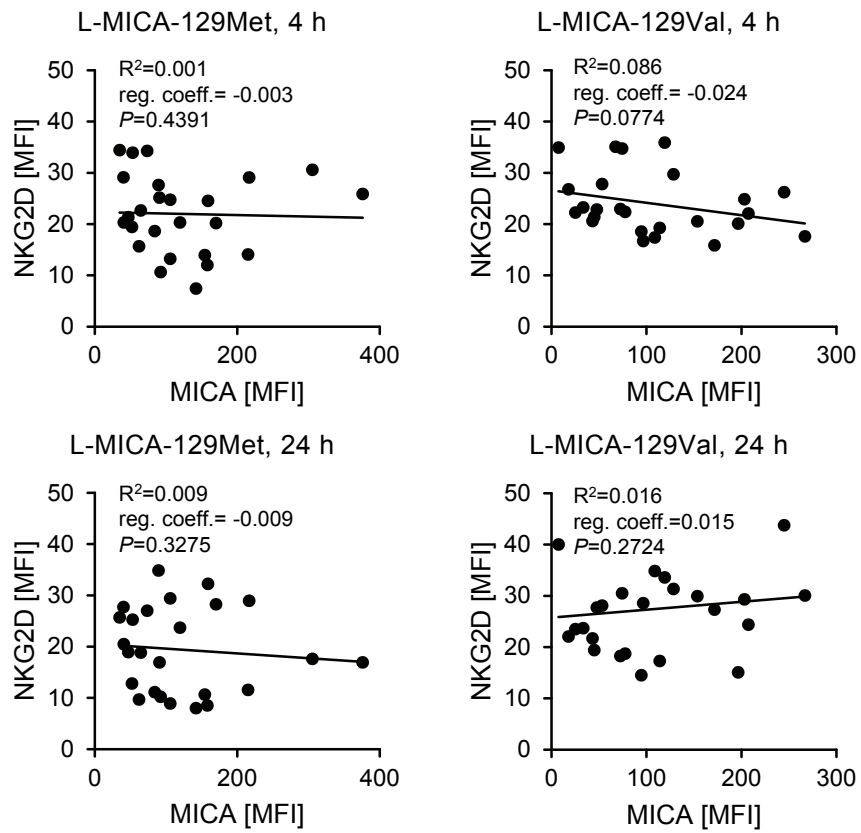 L-MICA-129Met, 4 h
R²=0.001
reg. coeff.= -0.003
P=0.4391
NKG2D [MFI]
50
40
30
20
10
0
0 200 400
MICA [MFI]
L-MICA-129Val, 4 h
R²=0.086
reg. coeff.= -0.024
P=0.0774
NKG2D [MFI]
50
40
30
20
10
0
0 100 200 300
MICA [MFI]
L-MICA-129Met, 24 h
R²=0.009
reg. coeff.= -0.009
P=0.3275
NKG2D [MFI]
50
40
30
20
10
0
0 200 400
MICA [MFI]
L-MICA-129Val, 24 h
R²=0.016
reg. coeff.=0.015
P=0.2724
NKG2D [MFI]
50
40
30
20
10
0
0 100 200 300
MICA [MFI]